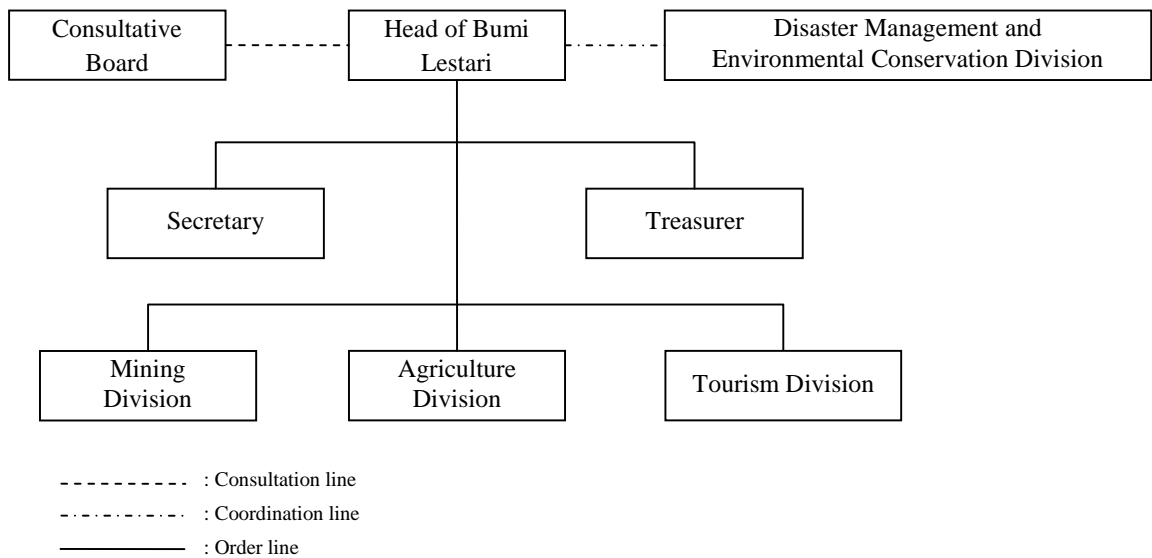 Consultative
Board
Head of Bumi
Lestari
Disaster Management and
Environmental Conservation Division
Secretary
Treasurer
Mining
Division
Agriculture
Division
Tourism Division
: Consultation line
: Coordination line
: Order line